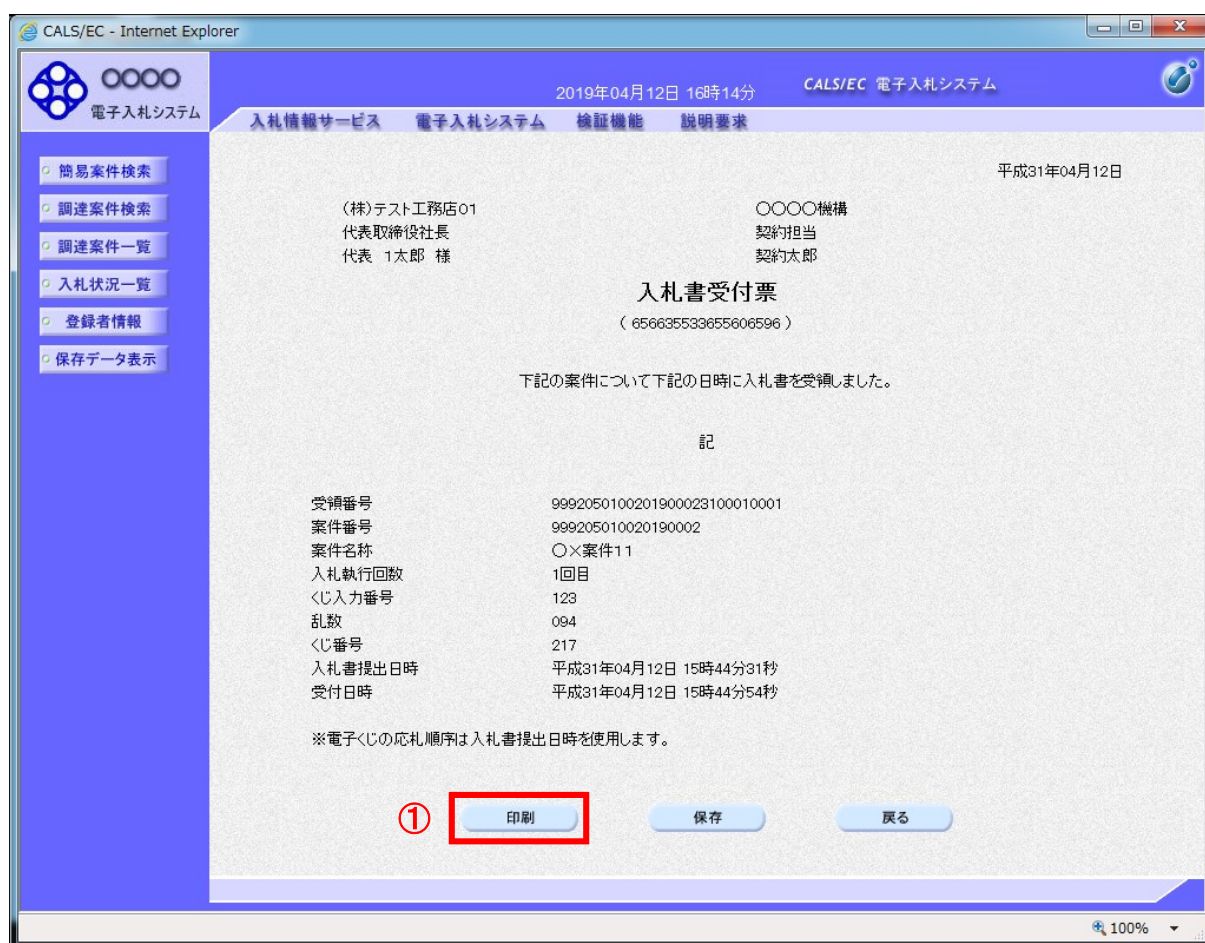 CALS/EC - Internet Explorer
〇〇〇〇
電子入札システム
2019年04月12日 16時14分
CALS/EC 電子入札システム
入札情報サービス 電子入札システム 検証機能 説明要求
簡易案件検索
調達案件検索
調達案件一覧
入札状況一覧
登録者情報
保存データ表示
平成31年04月12日
(株)テスト工務店01
代表取締役社長
代表 1太郎 様
〇〇〇〇機構
契約担当
契約太郎
入札書受付票
( 656635533655606596 )
下記の案件について下記の日時に入札書を受領しました。
記
受領番号 99920501002019000023100010001
案件番号 999205010020190002
案件名称 〇×案件11
入札執行回数 1回目
くじ入力番号 123
乱数 094
くじ番号 217
入札書提出日時 平成31年04月12日 15時44分31秒
受付日時 平成31年04月12日 15時44分54秒
※電子くじの応札順序は入札書提出日時を使用します。
① 印刷 保存 戻る
100%